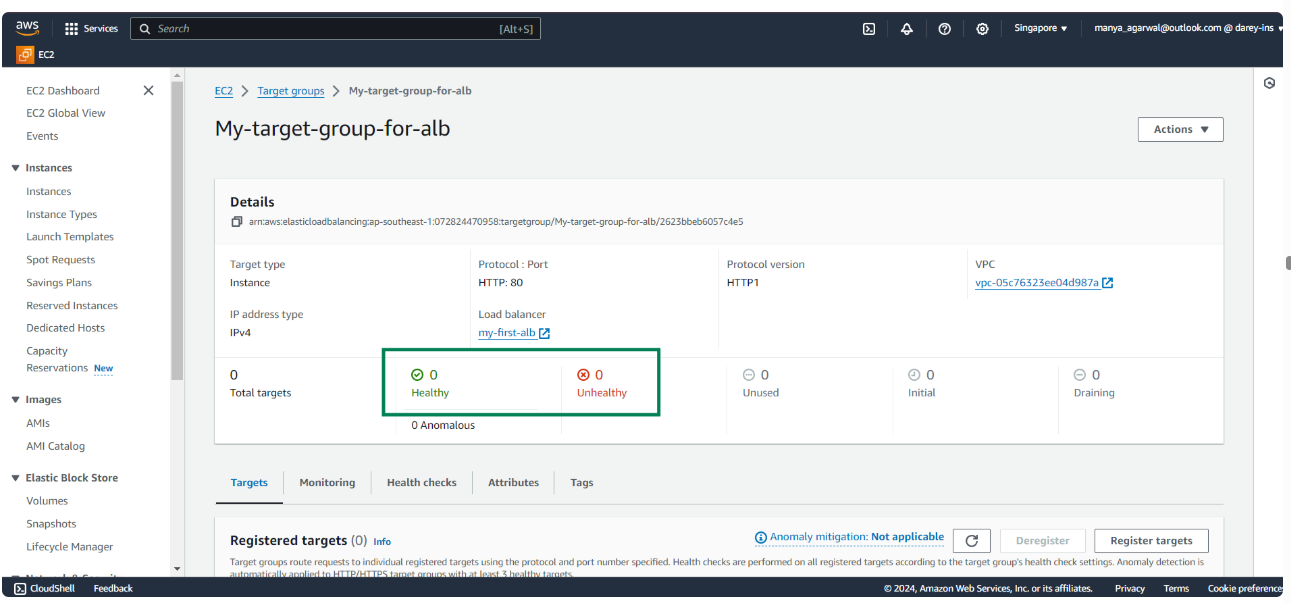 aws
Services
Search
[Alt+S]
Singapore
manya_agarwal@outlook.com @ darey-ins
EC2
EC2 Dashboard
EC2 Global View
Events
Instances
Instances
Instance Types
Launch Templates
Spot Requests
Savings Plans
Reserved Instances
Dedicated Hosts
Capacity
Reservations New
Images
AMIs
AMI Catalog
Elastic Block Store
Volumes
Snapshots
Lifecycle Manager
EC2 > Target groups > My-target-group-for-alb
My-target-group-for-alb
Actions
Details
arn:aws:elasticloadbalancing:ap-southeast-1:072824470958:targetgroup/My-target-group-for-alb/2623bbeb6057c4e5
Target type
Instance
Protocol : Port
HTTP: 80
Protocol version
HTTP1
VPC
vpc-05c76323ee04d987a
IP address type
IPv4
Load balancer
my-first-alb
0
Total targets
0
Healthy
0 Anomalous
0
Unhealthy
0
Unused
0
Initial
0
Draining
Targets
Monitoring
Health checks
Attributes
Tags
Registered targets (0) Info
Anomaly mitigation: Not applicable
Deregister
Register targets
Target groups route requests to individual registered targets using the protocol and port number specified. Health checks are performed on all registered targets according to the target group's health check settings. Anomaly detection is
automatically applied to HTTP/HTTPS target groups with at least 3 healthy targets.
CloudShell
Feedback
© 2024, Amazon Web Services, Inc. or its affiliates.
Privacy
Terms
Cookie preferences